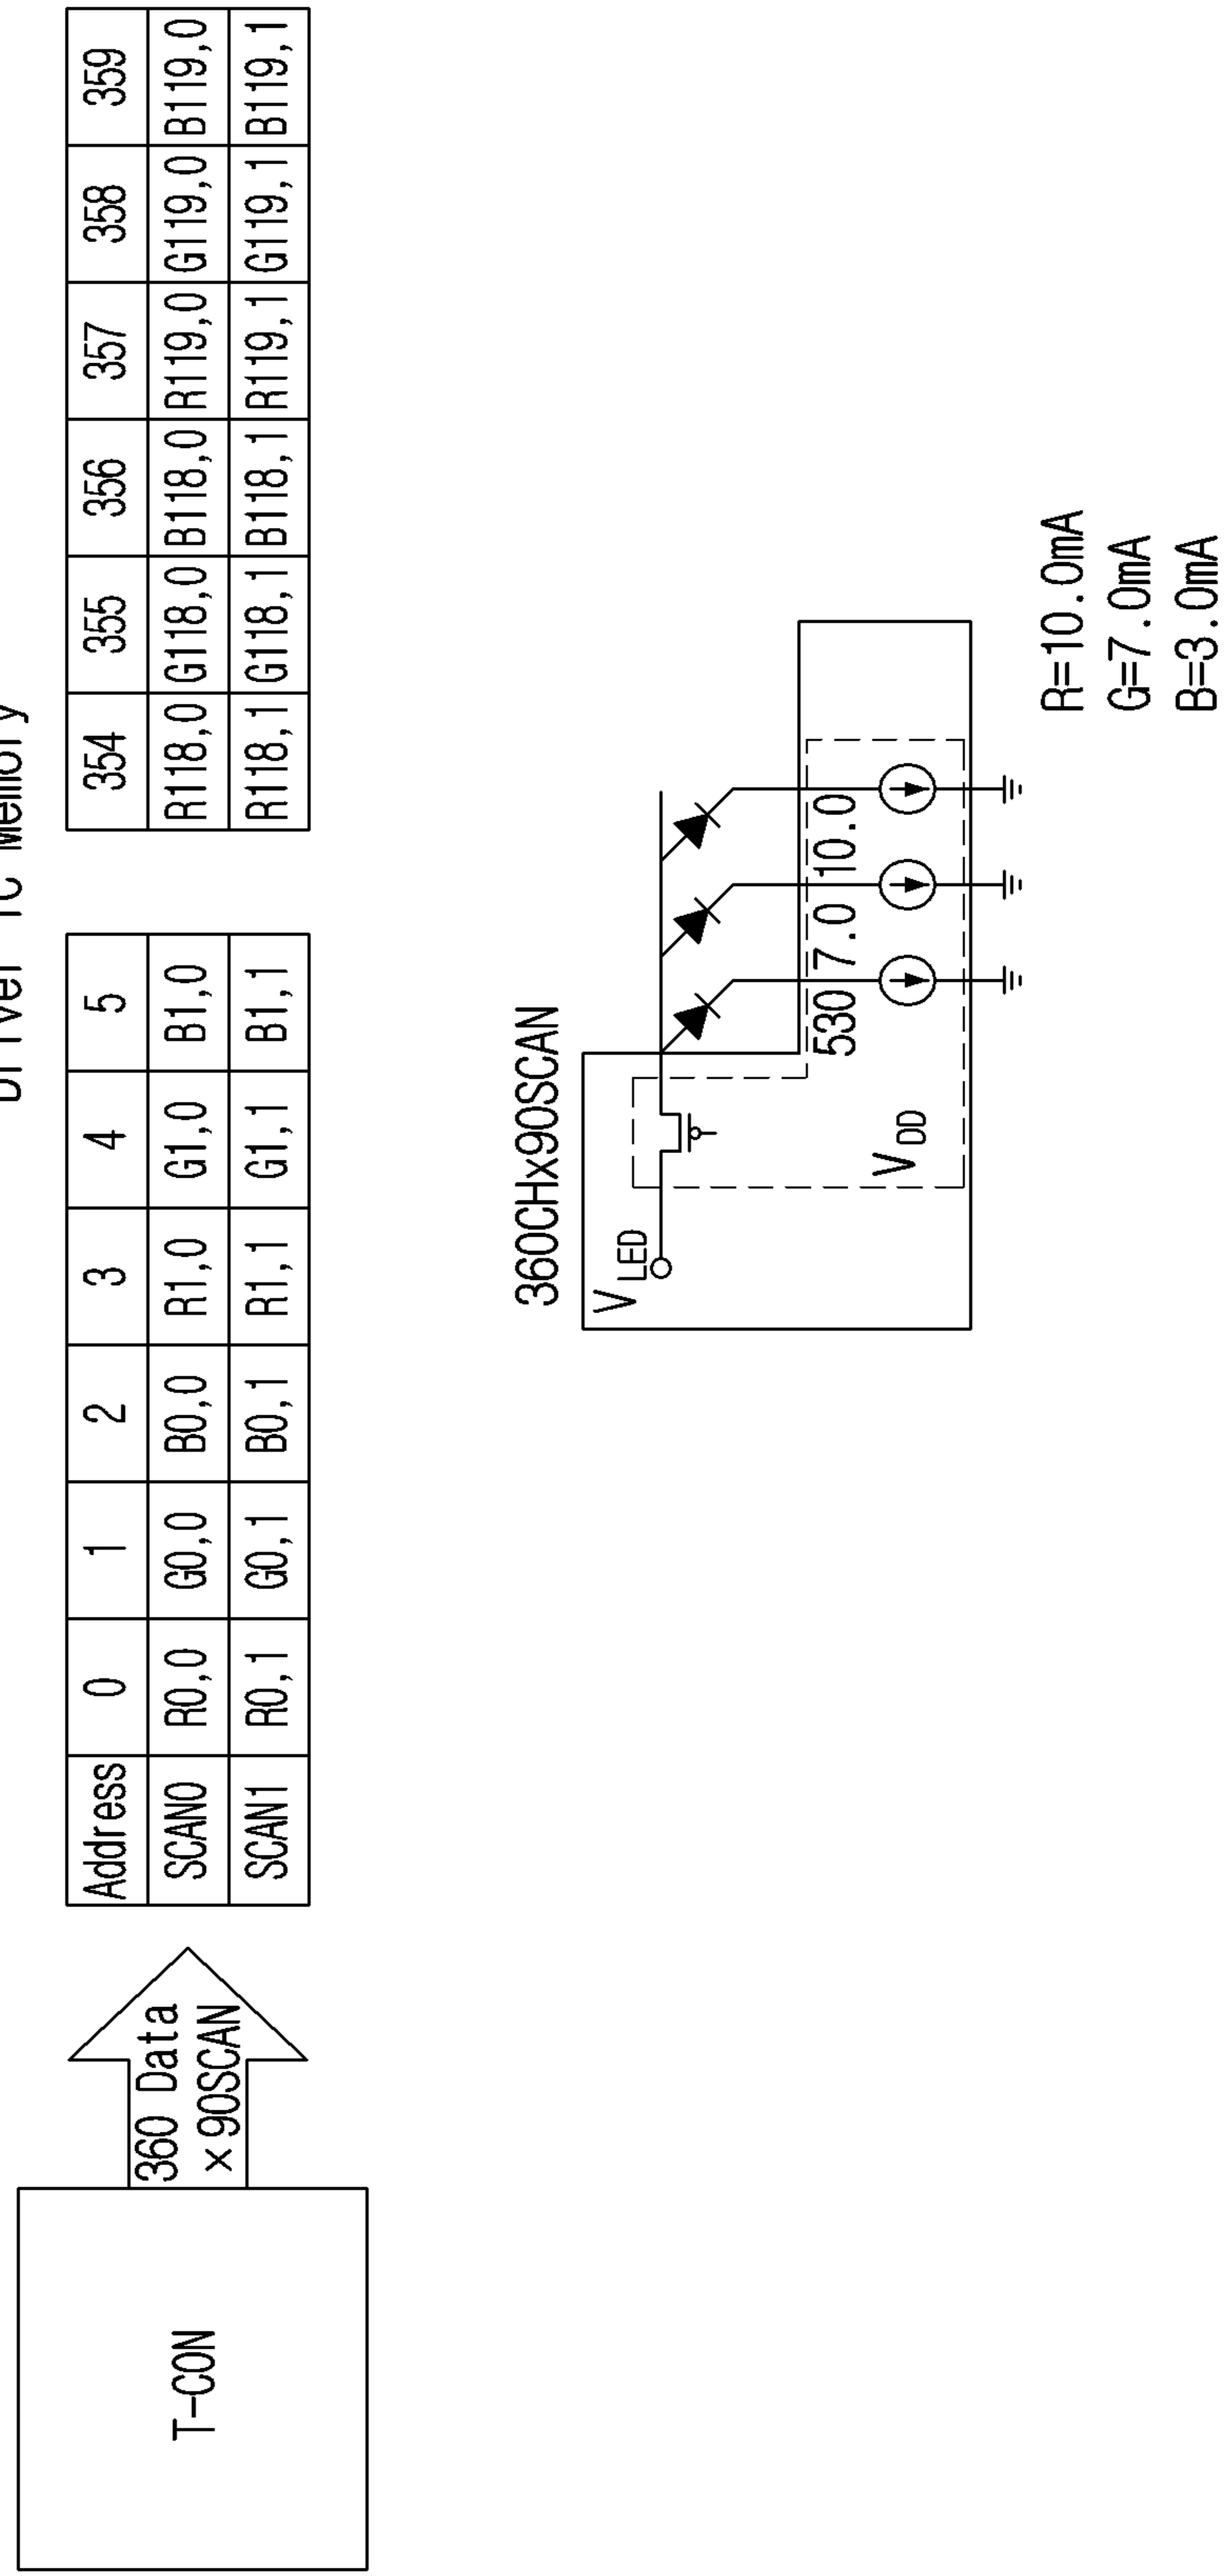 Driver IC Memory
T-CON
360 Data
×90SCAN
Address 0 1 2 3 4 5 354 355 356 357 358 359
SCAN0 R0,0 G0,0 B0,0 R1,0 G1,0 B1,0 R118,0 G118,0 B118,0 R119,0 G119,0 B119,0
SCAN1 R0,1 G0,1 B0,1 R1,1 G1,1 B1,1 R118,1 G118,1 B118,1 R119,1 G119,1 B119,1
360CHx90SCAN
VLED
530 7.0 10.0
VDD
R=10.0mA
G=7.0mA
B=3.0mA